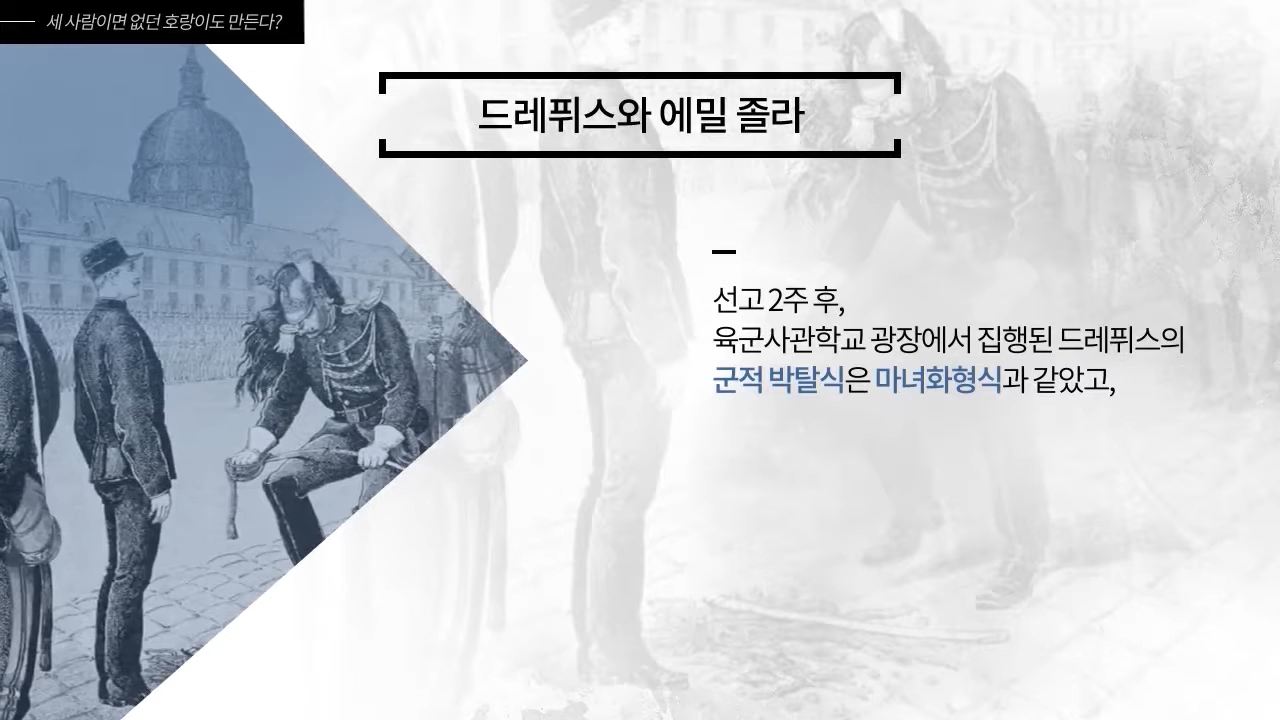 세 사람이면 없던 호랑이도 만든다?
드레퓌스와 에밀 졸라
선고 2주 후,
육군사관학교 광장에서 집행된 드레퓌스의
군적 박탈식은 마녀화형식과 같았고,